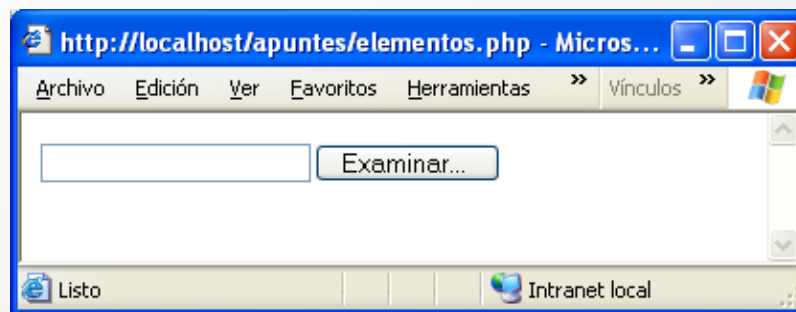 http://localhost/apuntes/elementos.php - Micros...
Archivo Edición Ver Favoritos Herramientas » Vínculos »
Examinar...
Listo Intranet local